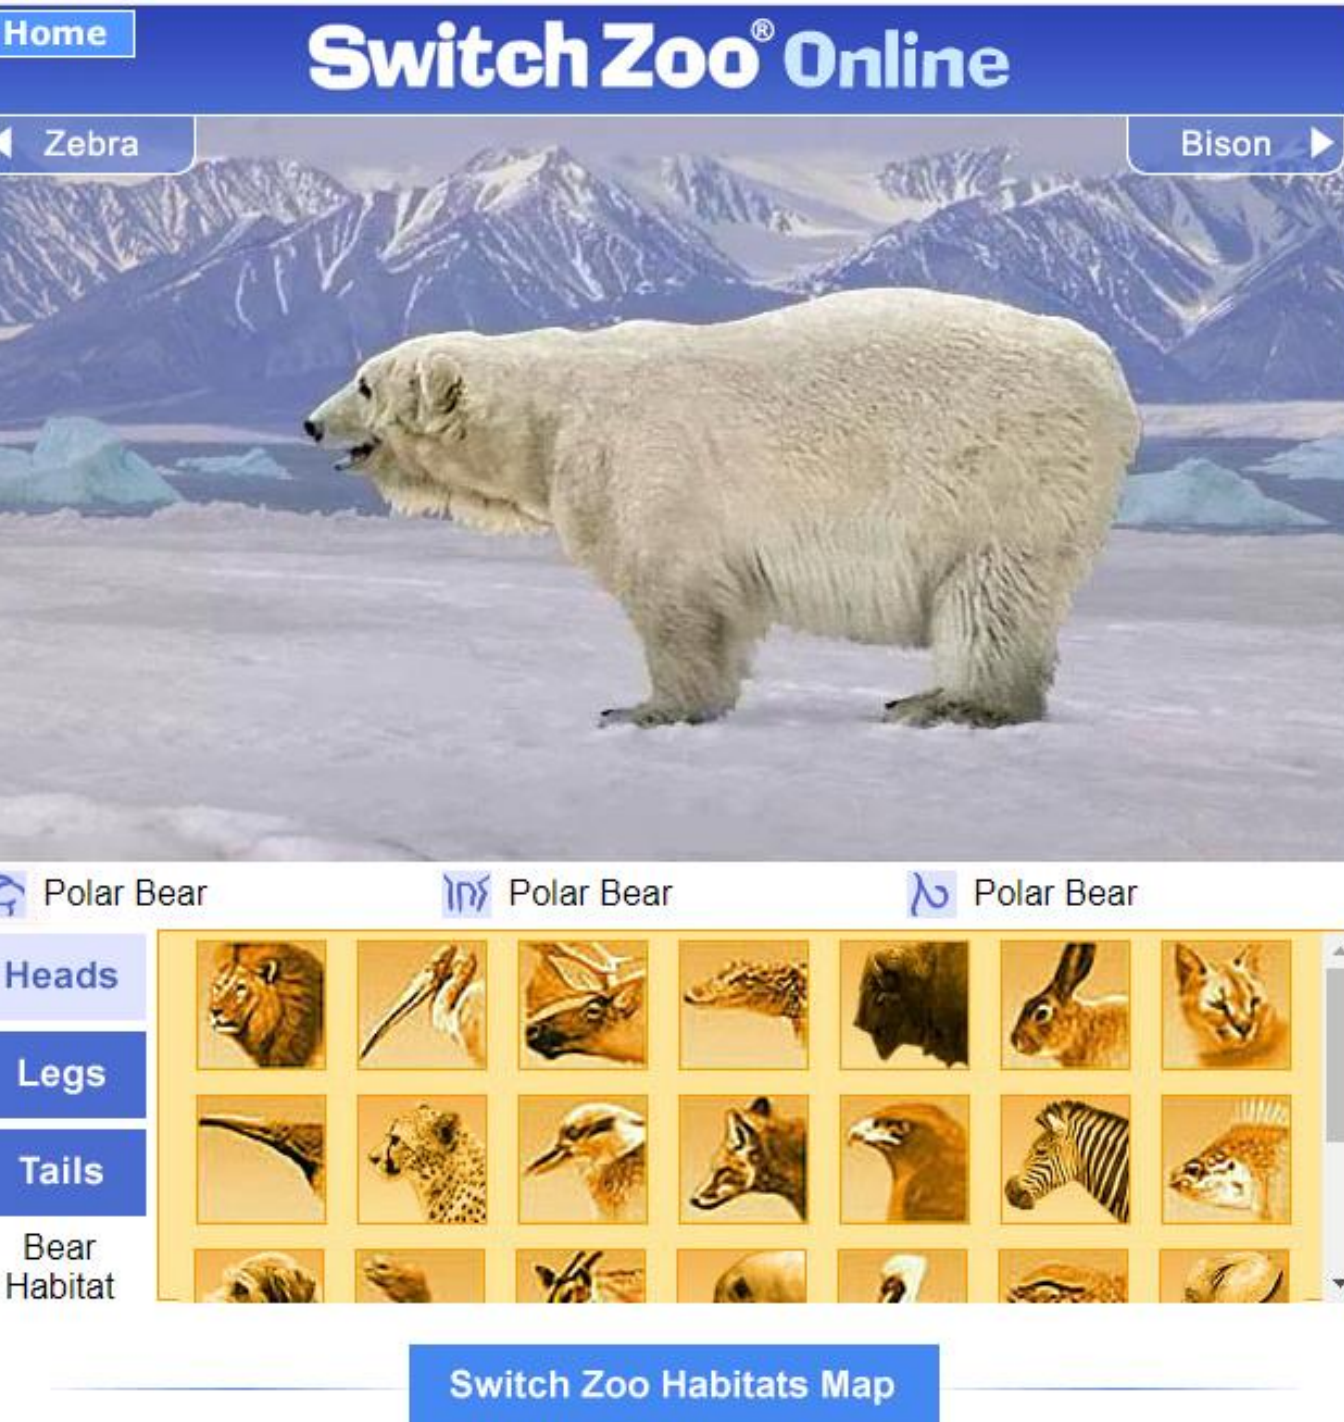 Home
Switch Zoo® Online
Zebra
Bison
Polar Bear
Polar Bear
Polar Bear
Heads
Legs
Tails
Bear
Habitat
Switch Zoo Habitats Map